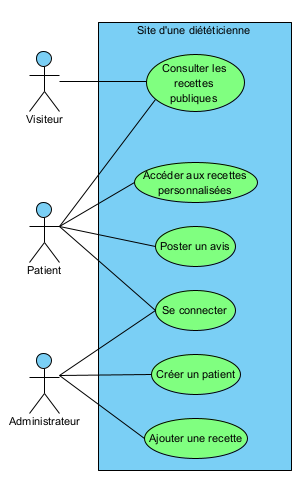 Site d'une diététicienne
Consulter les
recettes
publiques
Visiteur
Accéder aux recettes
personnalisées
Poster un avis
Patient
Se connecter
Créer un patient
Administrateur
Ajouter une recette